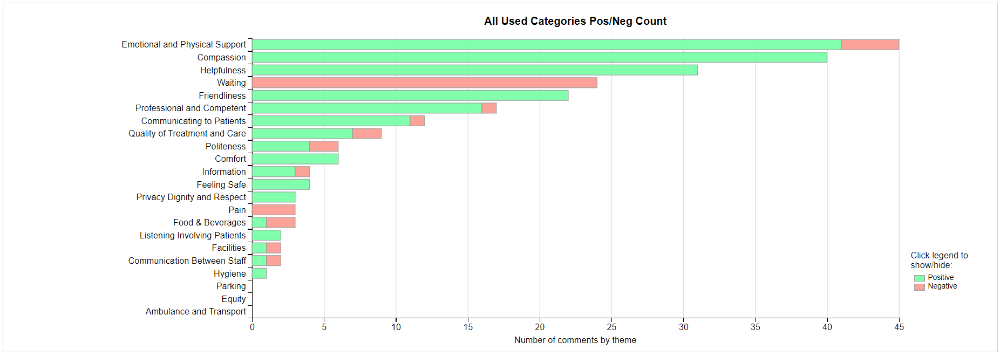 All Used Categories Pos/Neg Count
Emotional and Physical Support
Compassion
Helpfulness
Waiting
Friendliness
Professional and Competent
Communicating to Patients
Quality of Treatment and Care
Politeness
Comfort
Information
Feeling Safe
Privacy Dignity and Respect
Pain
Food & Beverages
Listening Involving Patients
Facilities
Communication Between Staff
Hygiene
Parking
Equity
Ambulance and Transport
0 5 10 15 20 25 30 35 40 45
Number of comments by theme
Click legend to
show/hide:
Positive
Negative